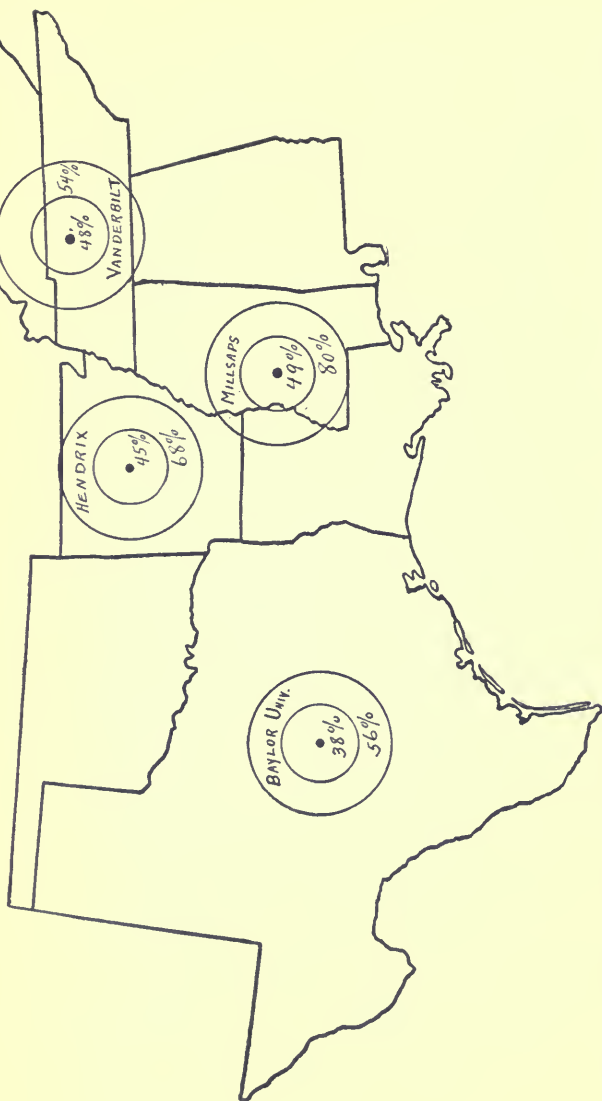 VANDERBILT
48%
54%
HENDRIX
45%
68%
MILLSAPS
49%
80%
BAYLOR UNIV.
38%
56%